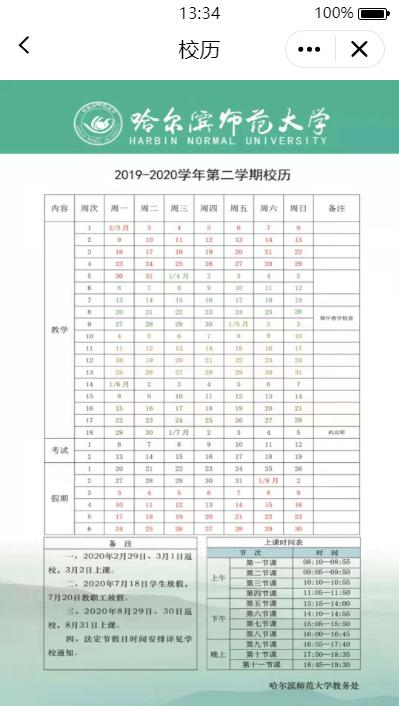 13:34 100%
校历
哈尔滨师范大学
HARBIN NORMAL UNIVERSITY
2019-2020学年第二学期校历
内容 周次 周一 周二 周三 周四 周五 周六 周日 备注
教学
1 2/3月 3 4 5 6 7 8
2 9 10 11 12 13 14 15
3 16 17 18 19 20 21 22
4 23 24 25 26 27 28 29
5 30 31 1/4月 2 3 4 5
6 6 7 8 9 10 11 12
7 13 14 15 16 17 18 19
8 20 21 22 23 24 25 26
期中教学检查
9 27 28 29 30 1/5月 2 3
10 4 5 6 7 8 9 10
11 11 12 13 14 15 16 17
12 18 19 20 21 22 23 24
13 25 26 27 28 29 30 31
14 1/6月 2 3 4 5 6 7
15 8 9 10 11 12 13 14
16 15 16 17 18 19 20 21
17 22 23 24 25 26 27 28
18 29 30 1/7月 2 3 4 5 机动周
考试
1 6 7 8 9 10 11 12
2 13 14 15 16 17 18 19
假期
1 20 21 22 23 24 25 26
2 27 28 29 30 31 1/8月 2
3 3 4 5 6 7 8 9
4 10 11 12 13 14 15 16
5 17 18 19 20 21 22 23
6 24 25 26 27 28 29 30
备 注
一、2020年2月29日、3月1日返
校，3月2日上课。
二、2020年7月18日学生放假，
7月20日教职工放假。
三、2020年8月29日、30日返
校，8月31日上课。
四、法定节假日时间安排详见学
校通知。
上课时间表
节 次 时 间
上午
第一节课 08:10—08:55
第二节课 09:05—09:50
第三节课 10:10—10:55
第四节课 11:05—11:50
下午
第五节课 13:15—14:00
第六节课 14:10—14:55
第七节课 15:05—15:50
第八节课 16:00—16:45
晚上
第九节课 16:55—17:40
第十节课 17:50—18:35
第十一节课 18:45—19:30
哈尔滨师范大学教务处